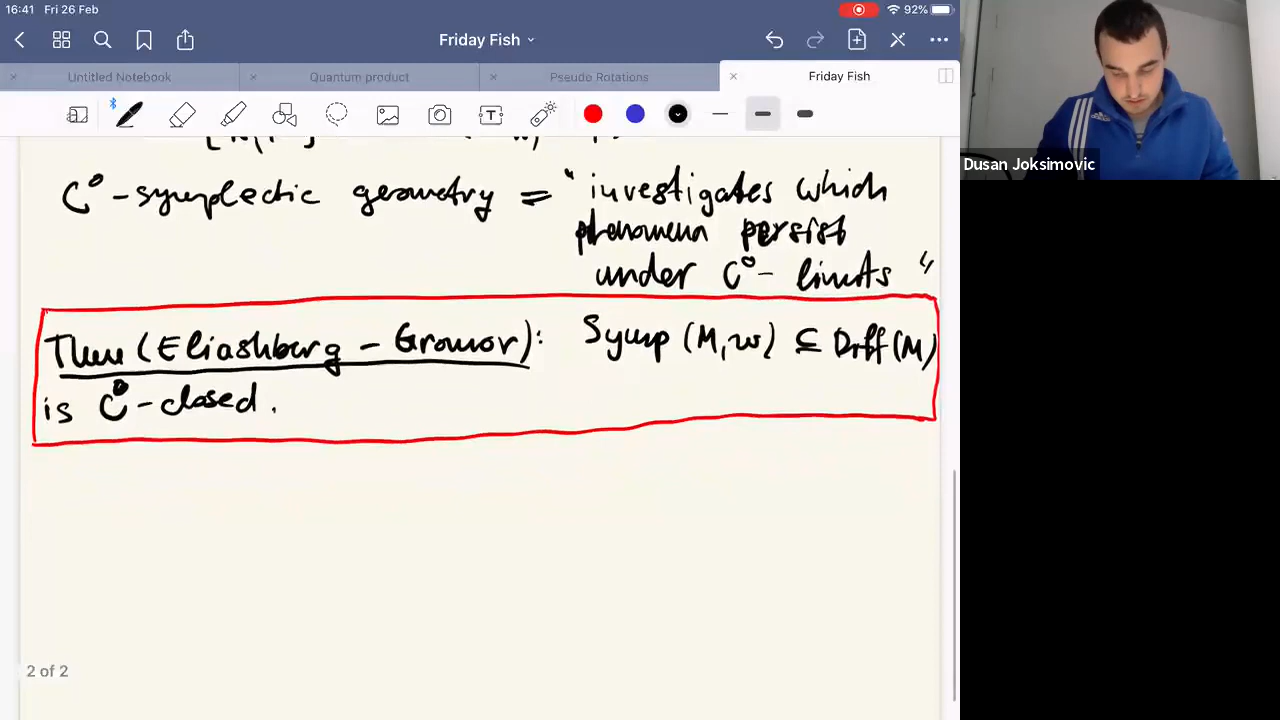 16:41 Fri 26 Feb
92%
Friday Fish
Untitled Notebook
Quantum product
Pseudo Rotations
Friday Fish
T
C⁰-symplectic geometry = "investigates which
phenomena persist
under C⁰- limits"
Thm (Eliashberg - Gromov): Symp (M,ω) ⊆ Diff(M)
is C⁰-closed.
2 of 2
Dusan Joksimovic